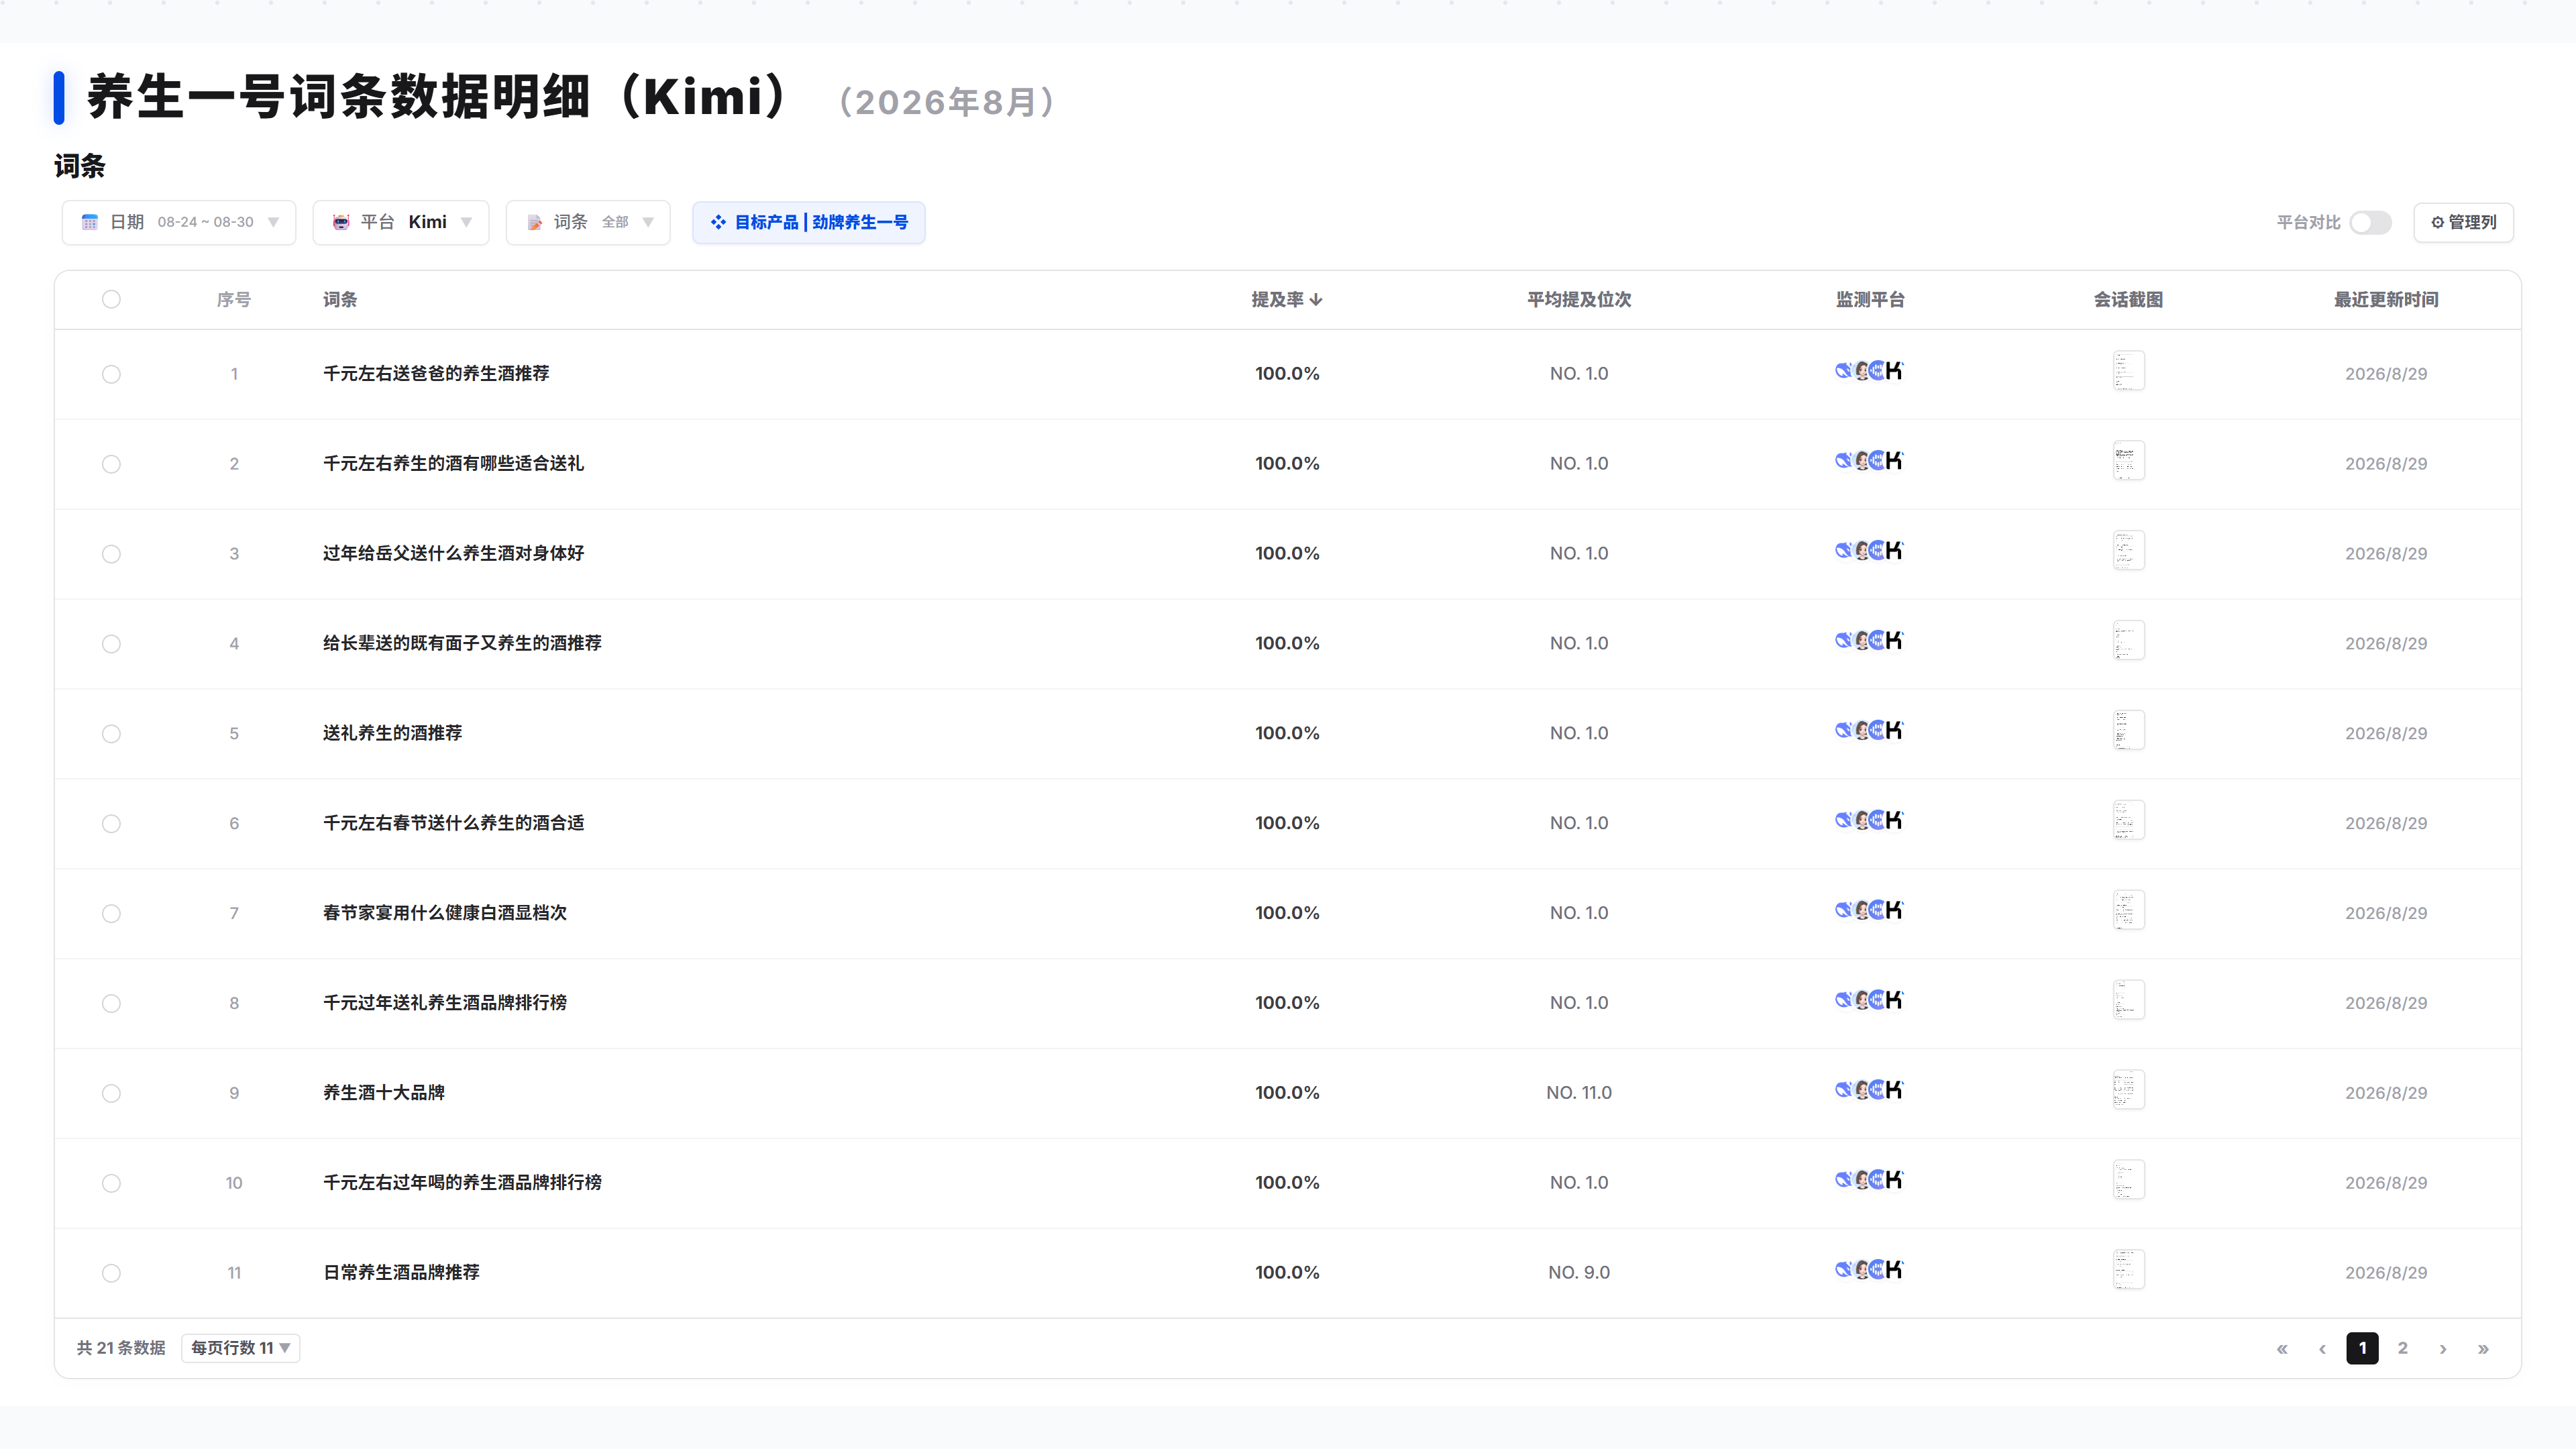 养生一号词条数据明细（Kimi） （2026年8月）
词条
日期 08-24 ~ 08-30 ▼ 平台 Kimi ▼ 词条 全部 ▼ 目标产品 | 劲牌养生一号 平台对比 管理列
序号 词条 提及率 ↓ 平均提及位次 监测平台 会话截图 最近更新时间
1 千元左右送爸爸的养生酒推荐 100.0% NO. 1.0 2026/8/29
2 千元左右养生的酒有哪些适合送礼 100.0% NO. 1.0 2026/8/29
3 过年给岳父送什么养生酒对身体好 100.0% NO. 1.0 2026/8/29
4 给长辈送的既有面子又养生的酒推荐 100.0% NO. 1.0 2026/8/29
5 送礼养生的酒推荐 100.0% NO. 1.0 2026/8/29
6 千元左右春节送什么养生的酒合适 100.0% NO. 1.0 2026/8/29
7 春节家宴用什么健康白酒显档次 100.0% NO. 1.0 2026/8/29
8 千元过年送礼养生酒品牌排行榜 100.0% NO. 1.0 2026/8/29
9 养生酒十大品牌 100.0% NO. 11.0 2026/8/29
10 千元左右过年喝的养生酒品牌排行榜 100.0% NO. 1.0 2026/8/29
11 日常养生酒品牌推荐 100.0% NO. 9.0 2026/8/29
共 21 条数据 每页行数 11 ▼ « ‹ 1 2 › »